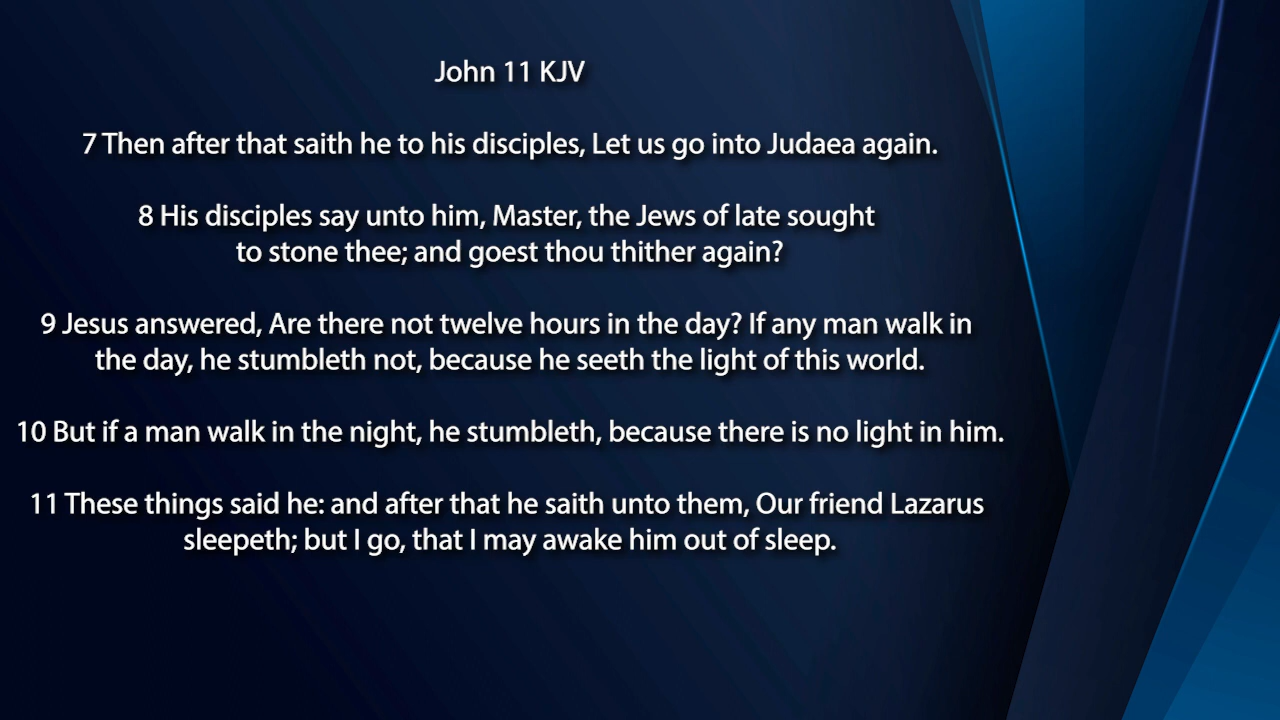 John 11 KJV
7 Then after that saith he to his disciples, Let us go into Judaea again.
8 His disciples say unto him, Master, the Jews of late sought
to stone thee; and goest thou thither again?
9 Jesus answered, Are there not twelve hours in the day? If any man walk in
the day, he stumbleth not, because he seeth the light of this world.
10 But if a man walk in the night, he stumbleth, because there is no light in him.
11 These things said he: and after that he saith unto them, Our friend Lazarus
sleepeth; but I go, that I may awake him out of sleep.